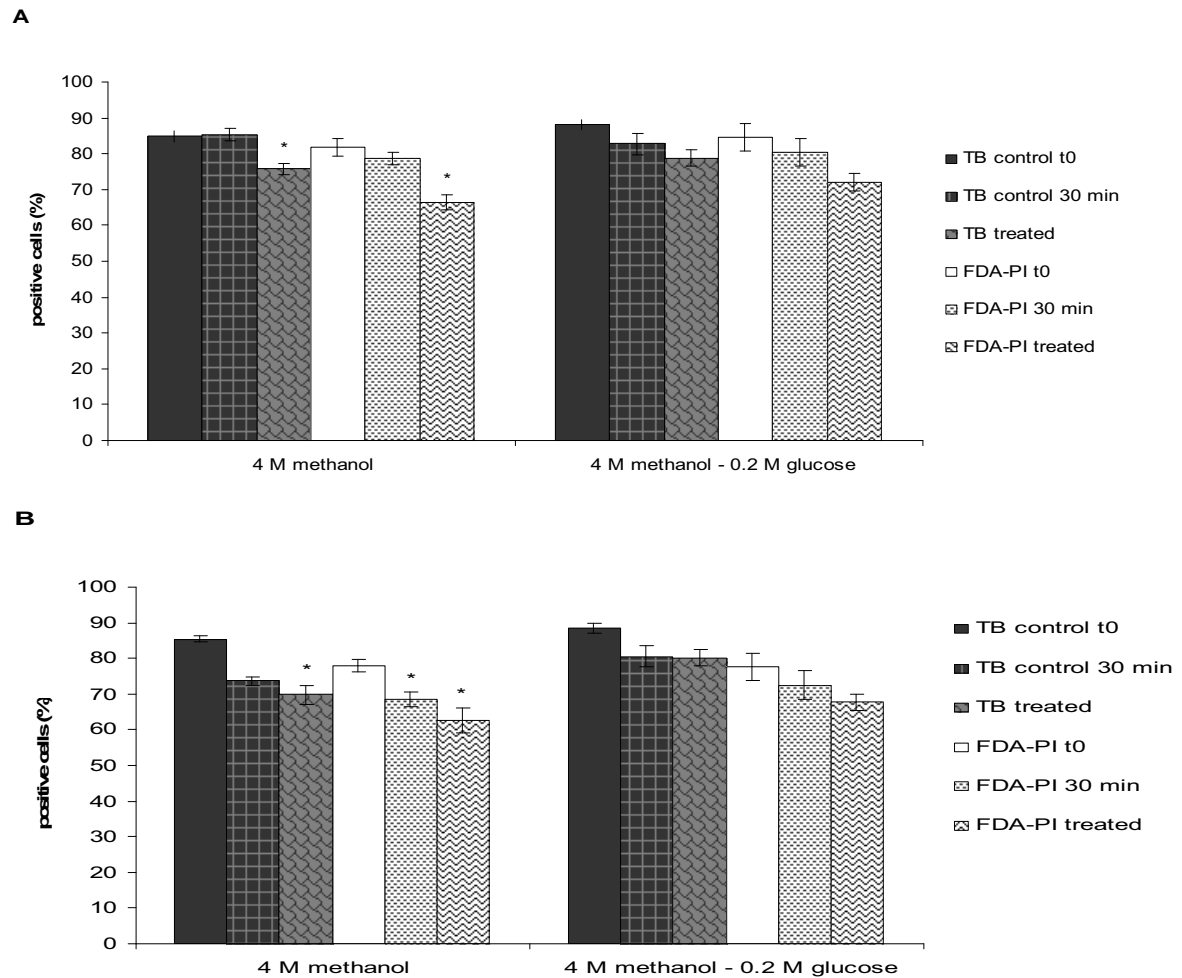 A
100
90
80
70
60
50
40
30
20
10
0
positive cells (%)
* *
4 M methanol 4 M methanol - 0.2 M glucose
TB control t0
TB control 30 min
TB treated
FDA-PI t0
FDA-PI 30 min
FDA-PI treated
B
100
90
80
70
60
50
40
30
20
10
0
positive cells (%)
* * *
4 M methanol 4 M methanol - 0.2 M glucose
TB control t0
TB control 30 min
TB treated
FDA-PI t0
FDA-PI 30 min
FDA-PI treated